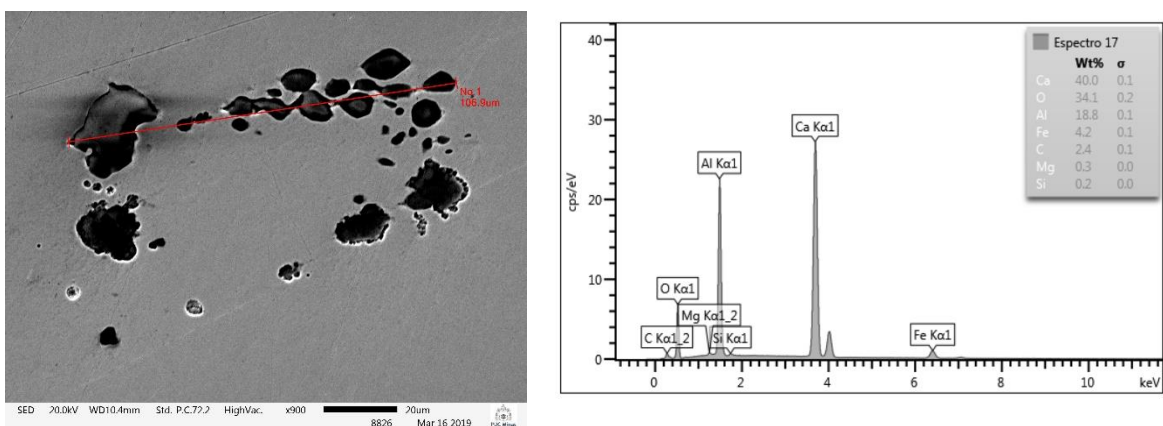 No.1
106.9um
SED 20.0kV WD10.4mm Std. P.C.72.2 HighVac. x900 20um
8826 Mar 16 2019
40
30
20
10
0
cps/eV
C Kα1_2
O Kα1
Mg Kα1_2
Al Kα1
Si Kα1
Ca Kα1
Fe Kα1
0 2 4 6 8 10 keV
Espectro 17
Wt% σ
Ca 40.0 0.1
O 34.1 0.2
Al 18.8 0.1
Fe 4.2 0.1
C 2.4 0.1
Mg 0.3 0.0
Si 0.2 0.0